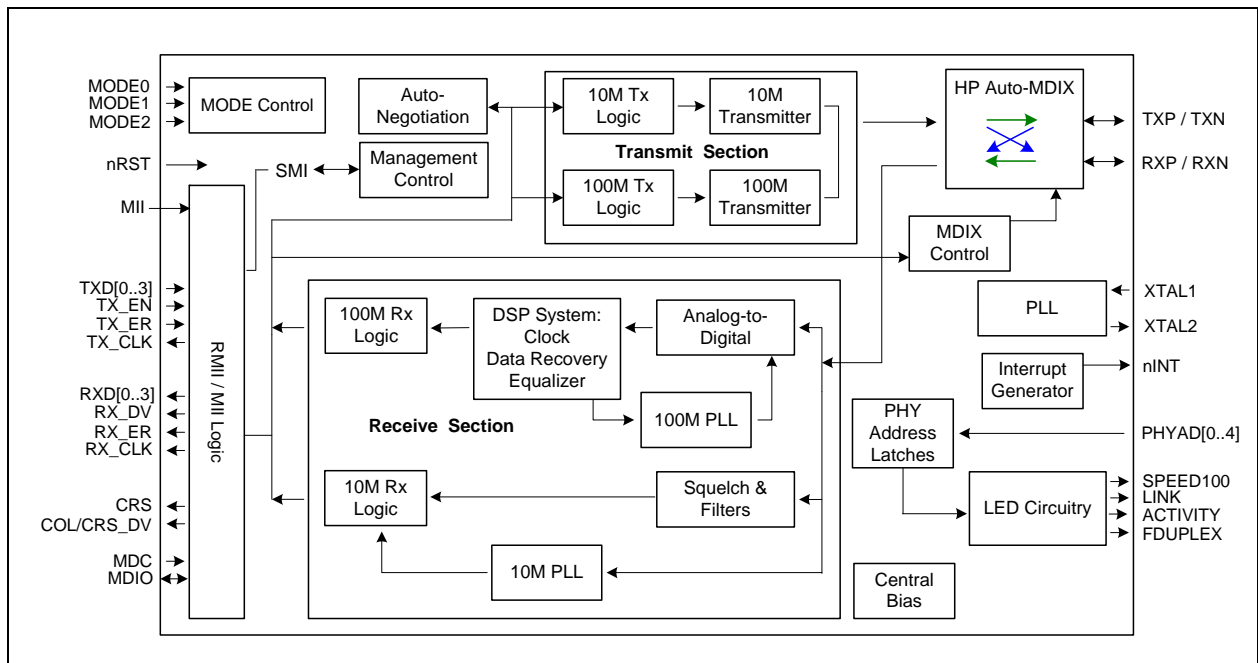 MODE0
MODE1
MODE2
nRST
MII
TXD[0..3]
TX_EN
TX_ER
TX_CLK
RXD[0..3]
RX_DV
RX_ER
RX_CLK
CRS
COL/CRS_DV
MDC
MDIO
MODE Control
RMII / MII Logic
SMI
Auto-
Negotiation
Management
Control
10M Tx
Logic
10M
Transmitter
Transmit Section
100M Tx
Logic
100M
Transmitter
100M Rx
Logic
DSP System:
Clock
Data Recovery
Equalizer
Analog-to-
Digital
100M PLL
Receive Section
10M Rx
Logic
Squelch &
Filters
10M PLL
HP Auto-MDIX
MDIX
Control
PLL
Interrupt
Generator
PHY
Address
Latches
LED Circuitry
Central
Bias
TXP / TXN
RXP / RXN
XTAL1
XTAL2
nINT
PHYAD[0..4]
SPEED100
LINK
ACTIVITY
FDUPLEX